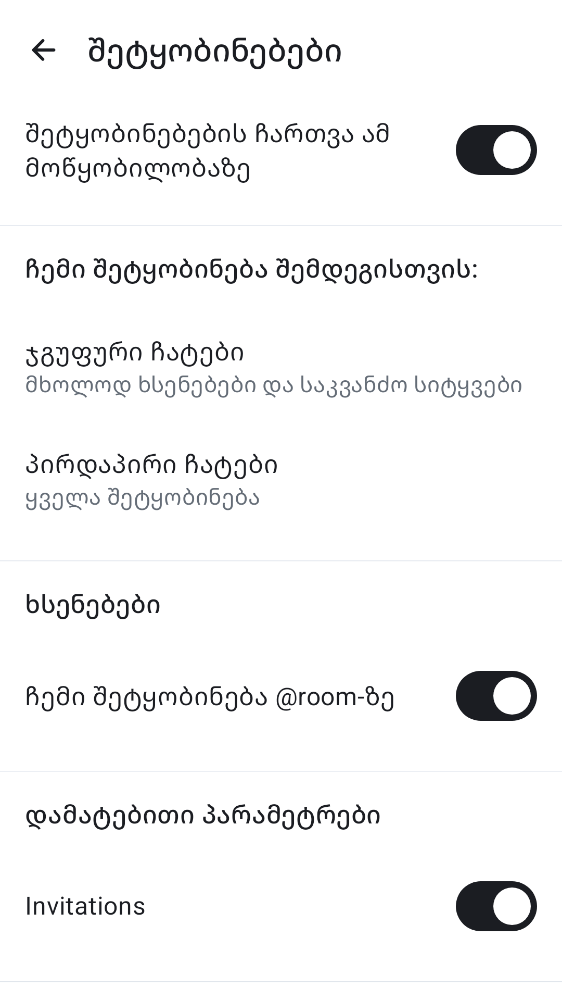 შეტყობინებები
შეტყობინებების ჩართვა ამ
მოწყობილობაზე
ჩემი შეტყობინება შემდეგისთვის:
ჯგუფური ჩატები
მხოლოდ ხსენებები და საკვანძო სიტყვები
პირდაპირი ჩატები
ყველა შეტყობინება
ხსენებები
ჩემი შეტყობინება @room-ზე
დამატებითი პარამეტრები
Invitations